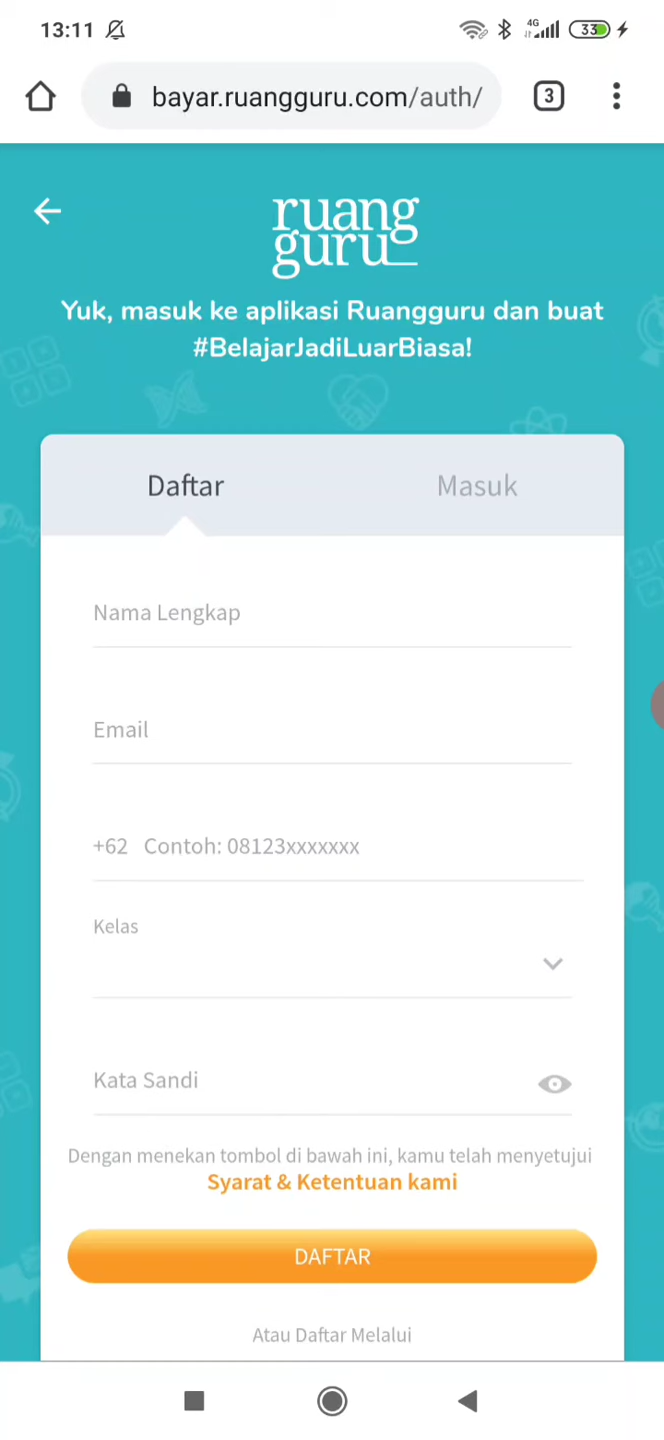 13:11 4G 33
bayar.ruangguru.com/auth/ 3
ruang
guru
Yuk, masuk ke aplikasi Ruangguru dan buat
#BelajarJadiLuarBiasa!
Daftar Masuk
Nama Lengkap
Email
+62 Contoh: 08123xxxxxxx
Kelas
Kata Sandi
Dengan menekan tombol di bawah ini, kamu telah menyetujui
Syarat & Ketentuan kami
DAFTAR
Atau Daftar Melalui